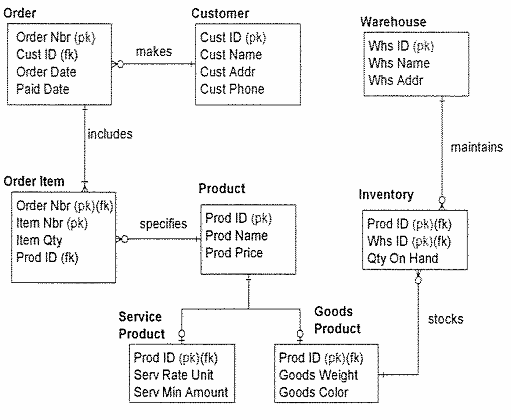 Order
Order Nbr (pk)
Cust ID (fk)
Order Date
Paid Date
makes
Customer
Cust ID (pk)
Cust Name
Cust Addr
Cust Phone
Warehouse
Whs ID (pk)
Whs Name
Whs Addr
includes
maintains
Order Item
Order Nbr (pk)(fk)
Item Nbr (pk)
Item Qty
Prod ID (fk)
specifies
Product
Prod ID (pk)
Prod Name
Prod Price
Inventory
Prod ID (pk)(fk)
Whs ID (pk)(fk)
Qty On Hand
stocks
Service
Product
Prod ID (pk)(fk)
Serv Rate Unit
Serv Min Amount
Goods
Product
Prod ID (pk)(fk)
Goods Weight
Goods Color